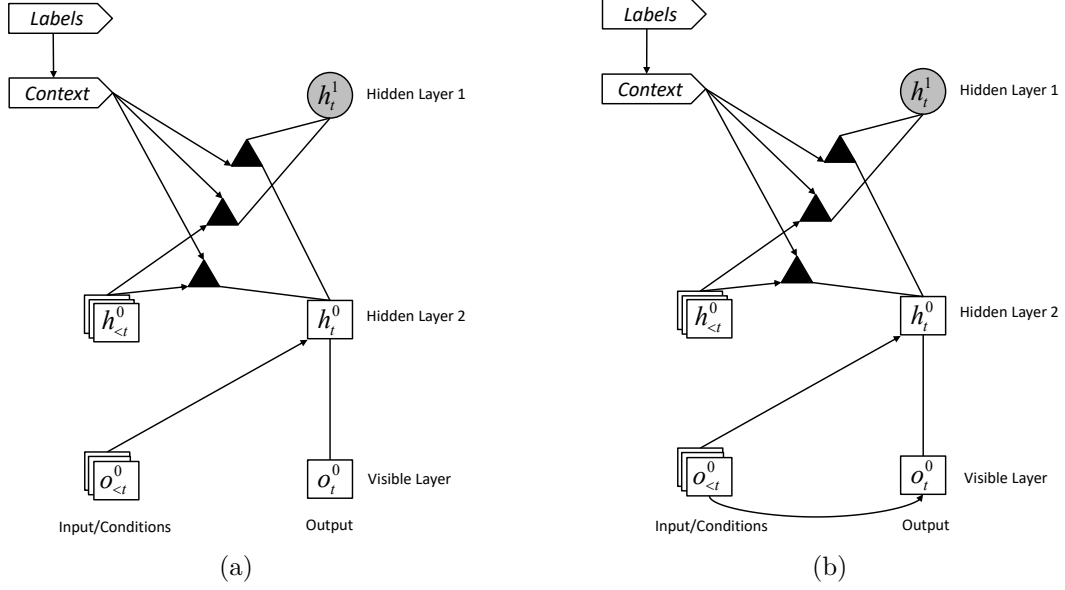 Labels
Context
h_t^1
Hidden Layer 1
h_{<t}^0
h_t^0
Hidden Layer 2
o_{<t}^0
o_t^0
Visible Layer
Input/Conditions
Output
(a)
Labels
Context
h_t^1
Hidden Layer 1
h_{<t}^0
h_t^0
Hidden Layer 2
o_{<t}^0
o_t^0
Visible Layer
Input/Conditions
Output
(b)